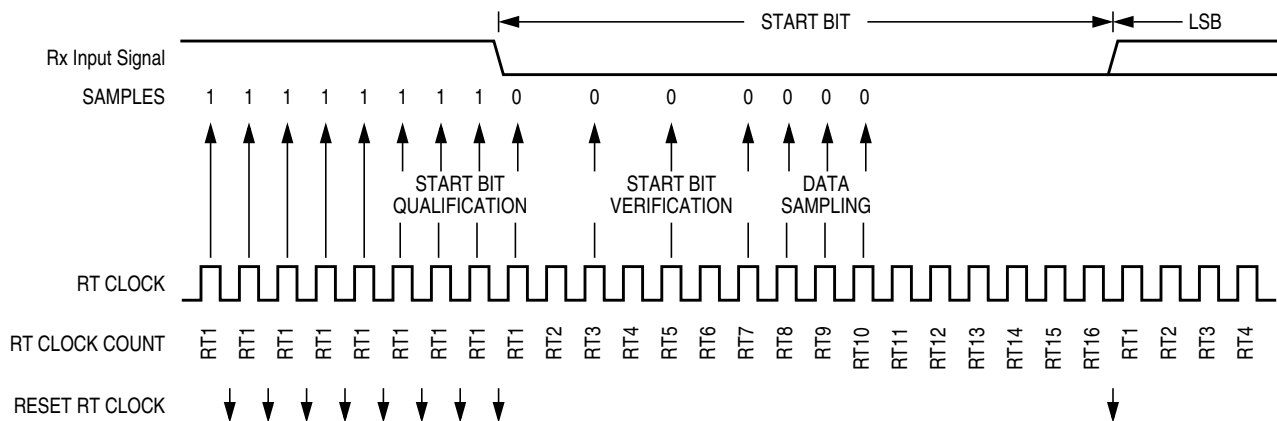 START BIT LSB
Rx Input Signal
SAMPLES 1 1 1 1 1 1 1 1 0 0 0 0 0 0 0
START BIT QUALIFICATION
START BIT VERIFICATION
DATA SAMPLING
RT CLOCK
RT CLOCK COUNT RT1 RT1 RT1 RT1 RT1 RT1 RT1 RT1 RT1 RT2 RT3 RT4 RT5 RT6 RT7 RT8 RT9 RT10 RT11 RT12 RT13 RT14 RT15 RT16 RT1 RT2 RT3 RT4
RESET RT CLOCK